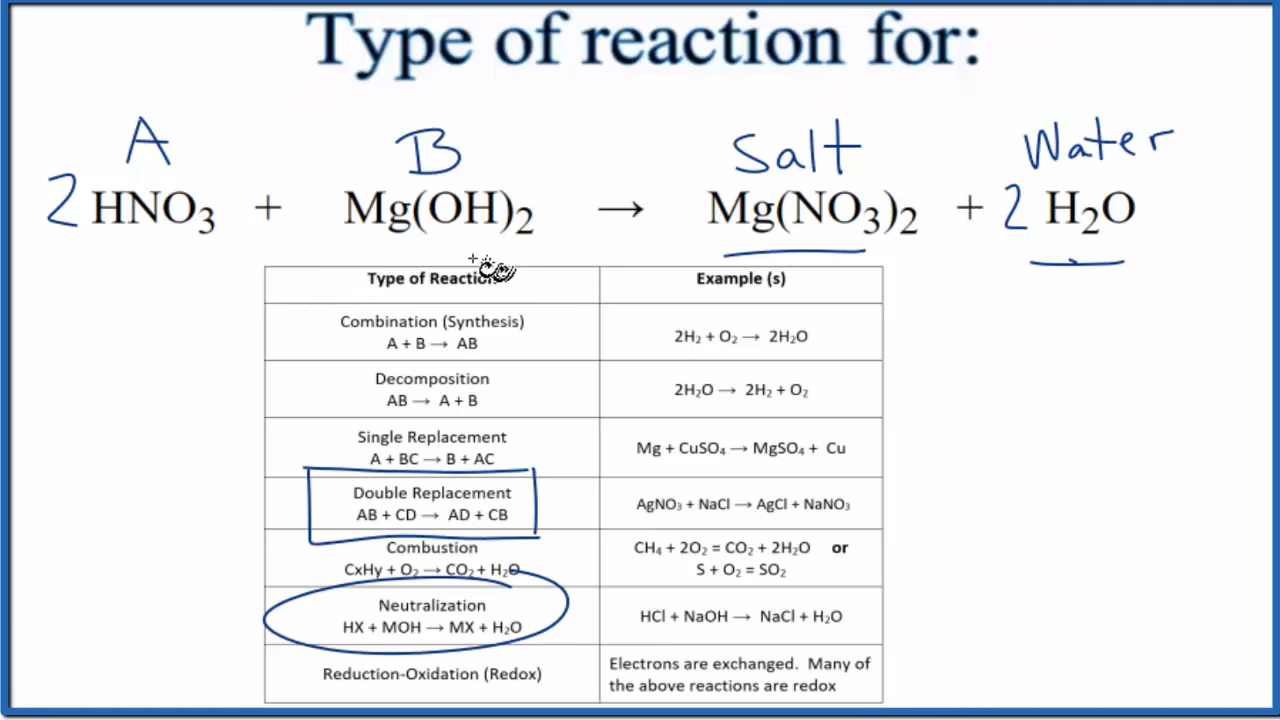 Type of reaction for:
A B Salt Water
2 HNO₃ + Mg(OH)₂ → Mg(NO₃)₂ + 2 H₂O
Type of Reaction Example (s)
Combination (Synthesis)
A + B → AB
2H₂ + O₂ → 2H₂O
Decomposition
AB → A + B
2H₂O → 2H₂ + O₂
Single Replacement
A + BC → B + AC
Mg + CuSO₄ → MgSO₄ + Cu
Double Replacement
AB + CD → AD + CB
AgNO₃ + NaCl → AgCl + NaNO₃
Combustion
CxHy + O₂ → CO₂ + H₂O
CH₄ + 2O₂ = CO₂ + 2H₂O or
S + O₂ = SO₂
Neutralization
HX + MOH → MX + H₂O
HCl + NaOH → NaCl + H₂O
Reduction-Oxidation (Redox)
Electrons are exchanged. Many of
the above reactions are redox